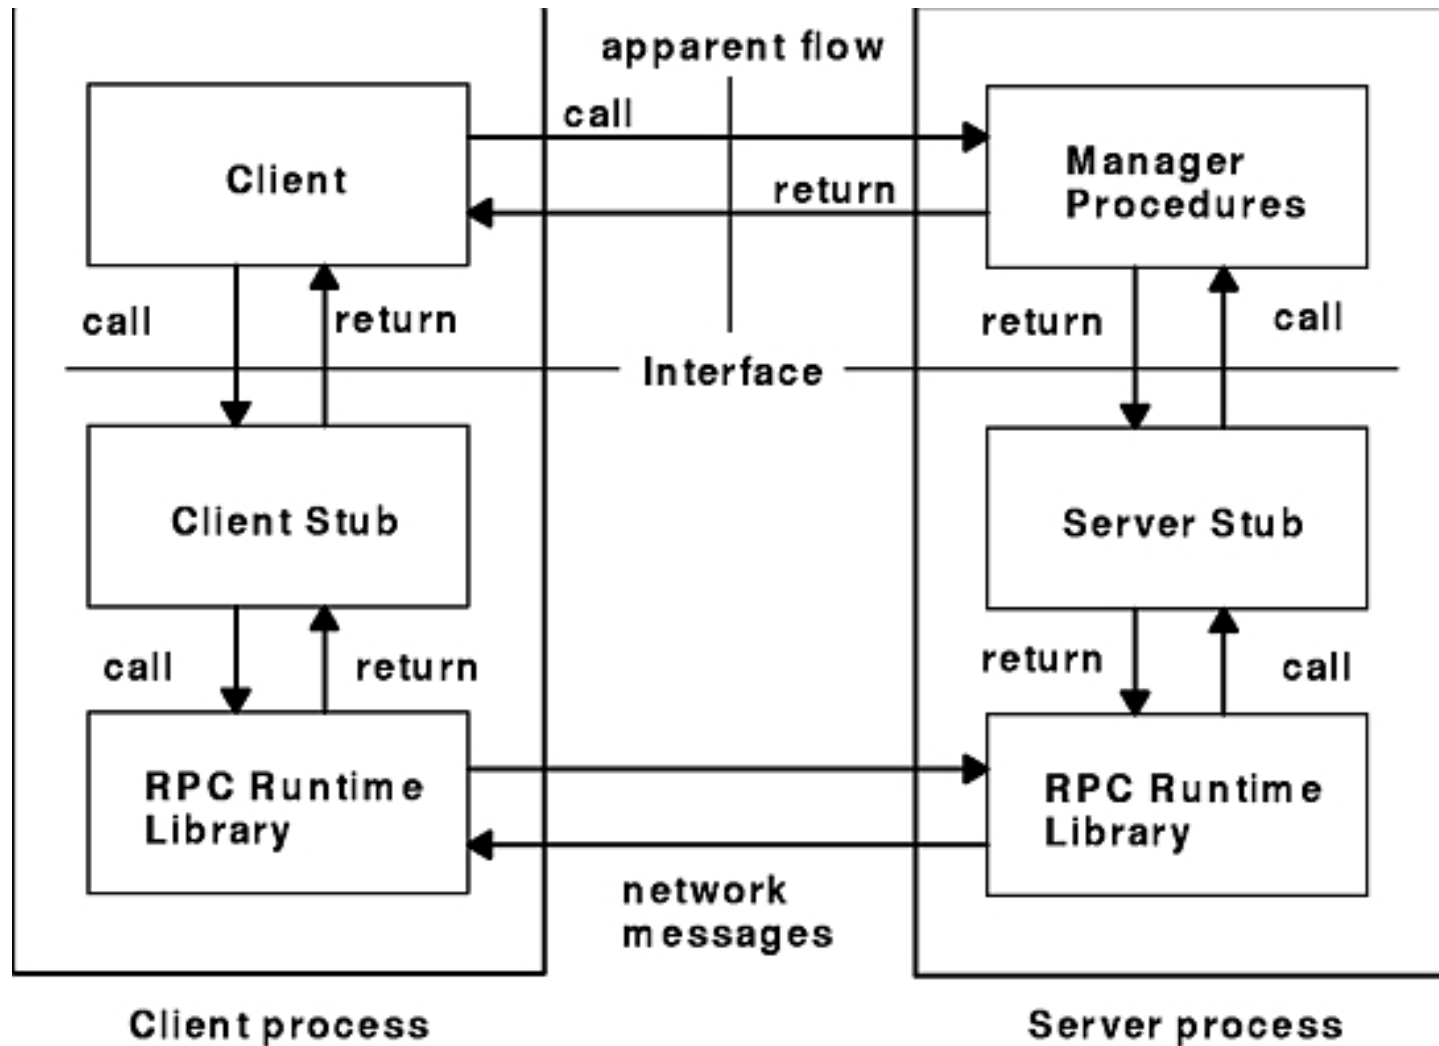 apparent flow
call
Client
Manager
Procedures
return
call
return
return
call
Interface
Client Stub
Server Stub
call
return
return
call
RPC Runtime
Library
RPC Runtime
Library
network
messages
Client process
Server process